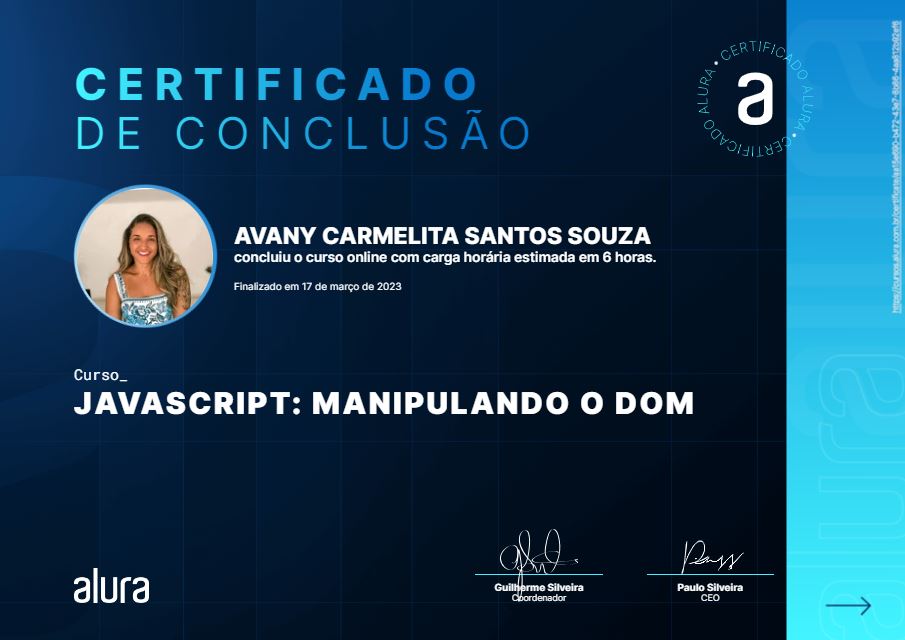 CERTIFICADO
DE CONCLUSÃO
CERTIFICADO ALURA • CERTIFICADO ALURA •
a
AVANY CARMELITA SANTOS SOUZA
concluiu o curso online com carga horária estimada em 6 horas.
Finalizado em 17 de março de 2023
Curso_
JAVASCRIPT: MANIPULANDO O DOM
alura
Guilherme Silveira
Coordenador
Paulo Silveira
CEO
alura